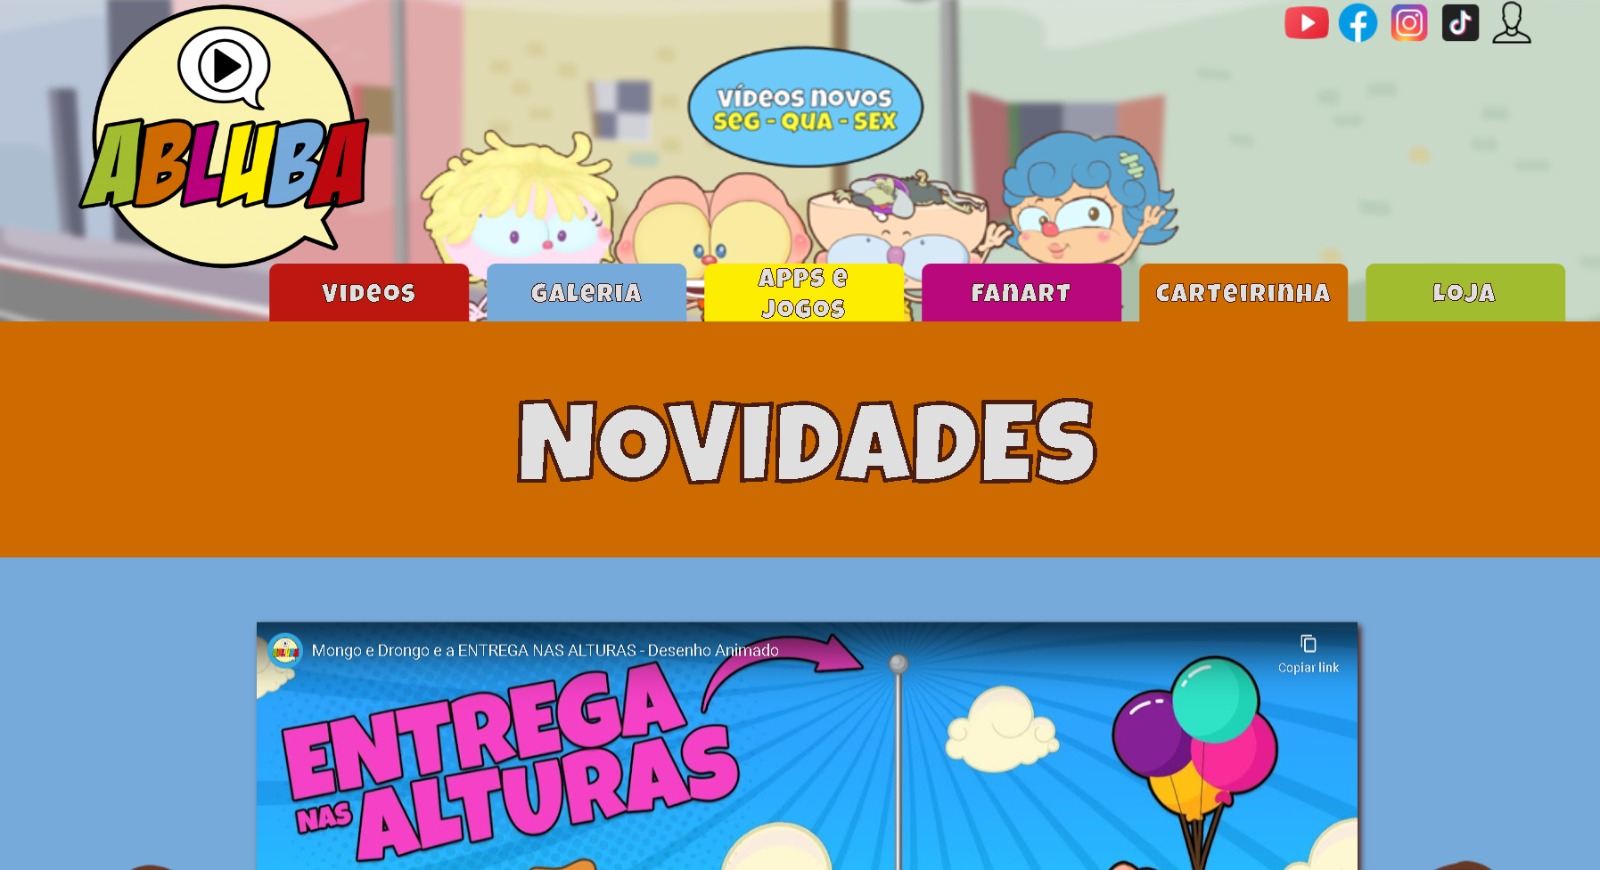 ABLUBA
VÍDEOS NOVOS
SEG - QUA - SEX
VIDEOS
GALERIA
APPS E
JOGOS
FANART
CARTEIRINHA
LOJA
NOVIDADES
Mongo e Drongo e a ENTREGA NAS ALTURAS - Desenho Animado
Copiar link
ENTREGA
NAS ALTURAS